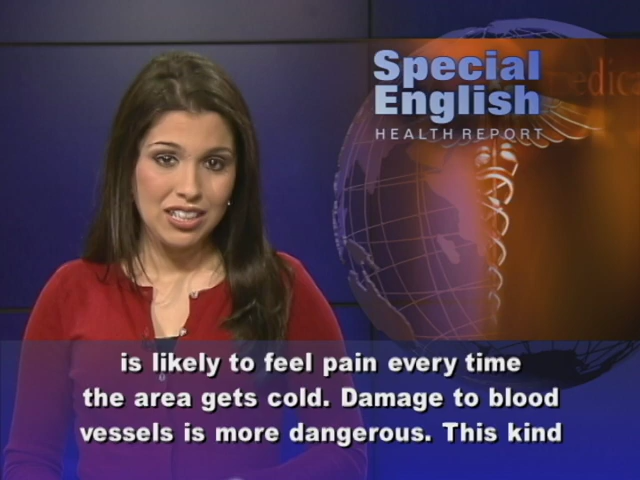 Special
English
HEALTH REPORT
medica
is likely to feel pain every time
the area gets cold. Damage to blood
vessels is more dangerous. This kind